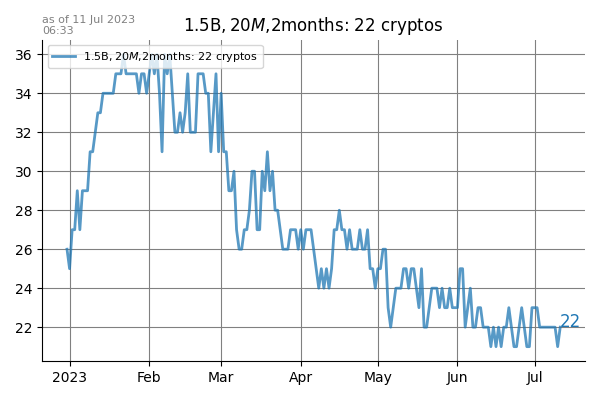 as of 11 Jul 2023
06:33
1.5B, 20M,2months: 22 cryptos
1.5B, 20M,2months: 22 cryptos
36
34
32
30
28
26
24
22
22
2023 Feb Mar Apr May Jun Jul